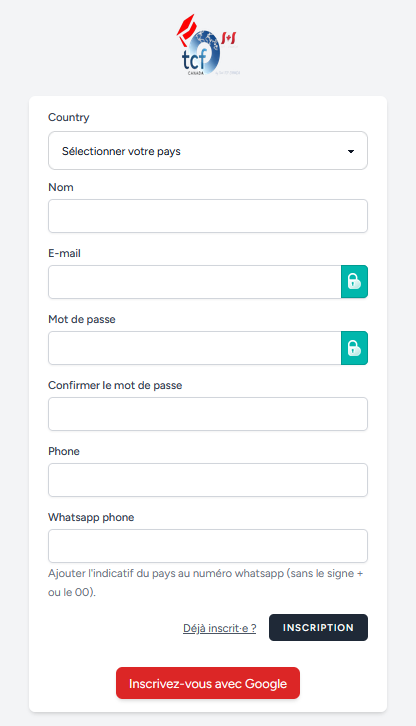 tcf
CANADA
Country
Sélectionner votre pays
Nom
E-mail
Mot de passe
Confirmer le mot de passe
Phone
Whatsapp phone
Ajouter l'indicatif du pays au numéro whatsapp (sans le signe +
ou le 00).
Déjà inscrit·e ?
INSCRIPTION
Inscrivez-vous avec Google